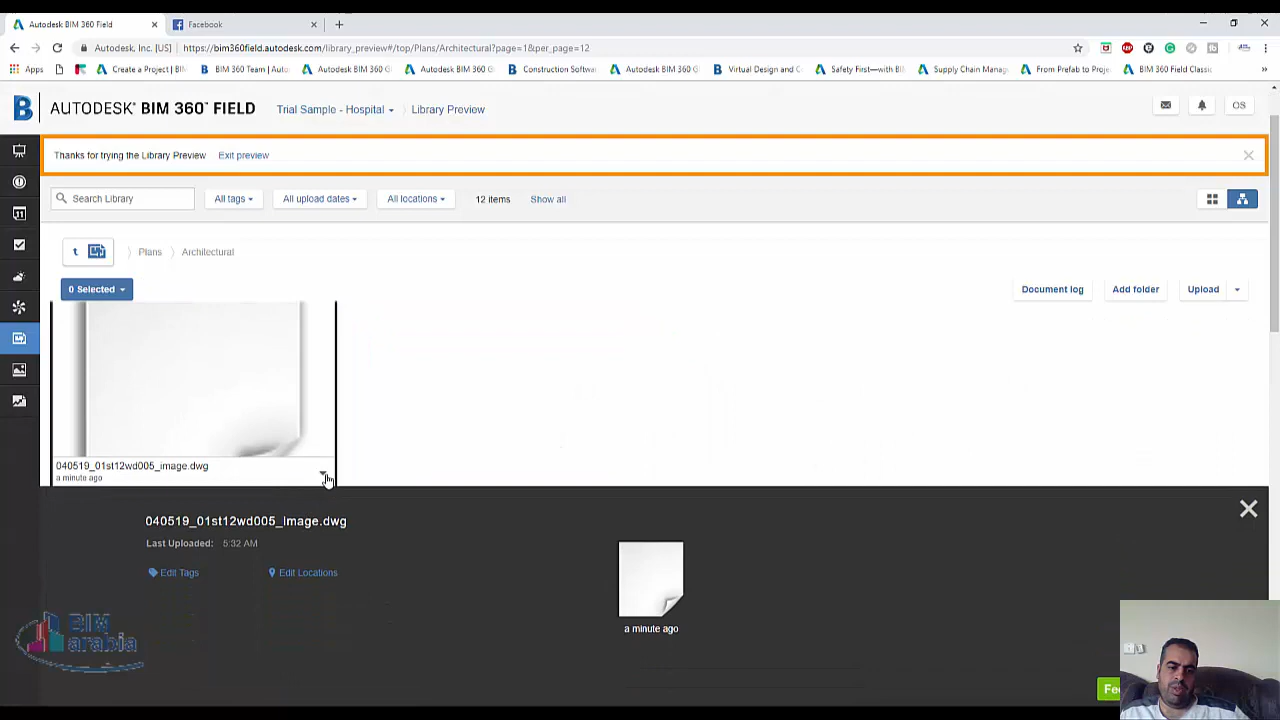 Autodesk BIM 360 Field
Facebook
Autodesk, Inc. [US]
https://bim360field.autodesk.com/library_preview#/top/Plans/Architectural?page=1&per_page=12
Apps
Create a Project | BIM
BIM 360 Team | Auto
Autodesk BIM 360 G
Autodesk BIM 360 G
Construction Softwa
Autodesk BIM 360 G
Virtual Design and C
Safety First—with BI
Supply Chain Manag
From Prefab to Proje
BIM 360 Field Classic
AUTODESK® BIM 360™ FIELD
Trial Sample - Hospital
Library Preview
OS
Thanks for trying the Library Preview
Exit preview
Search Library
All tags
All upload dates
All locations
12 items
Show all
Plans
Architectural
0 Selected
Document log
Add folder
Upload
040519_01st12wd005_image.dwg
a minute ago
040519_01st12wd005_image.dwg
Last Uploaded: 5:32 AM
Edit Tags
Edit Locations
a minute ago
BIM
arabia